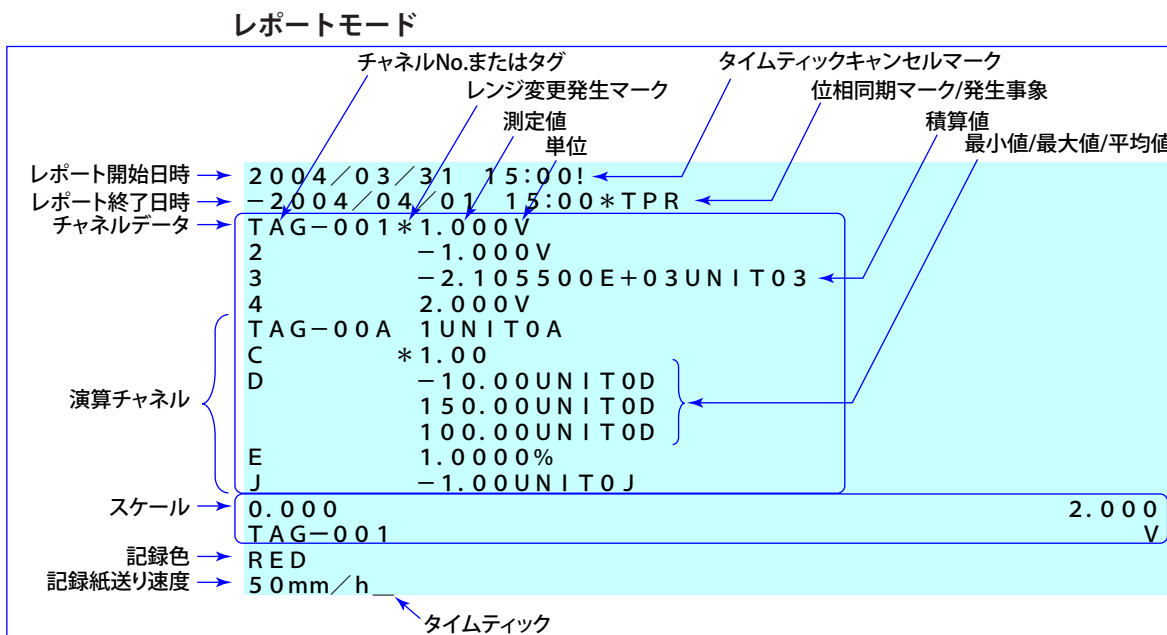 レポートモード
チャネルNo.またはタグ
タイムティックキャンセルマーク
レンジ変更発生マーク
位相同期マーク/発生事象
測定値
積算値
単位
最小値/最大値/平均値
レポート開始日時
2004/03/31 15:00!
レポート終了日時
-2004/04/01 15:00*TPR
チャネルデータ
TAG-001*1.000V
2 -1.000V
3 -2.105500E+03UNIT03
4 2.000V
演算チャネル
TAG-00A 1UNIT0A
C *1.00
D -10.00UNIT0D
150.00UNIT0D
100.00UNIT0D
E 1.0000%
J -1.00UNIT0J
スケール
0.000 2.000
TAG-001 V
記録色
RED
記録紙送り速度
50mm/h_
タイムティック